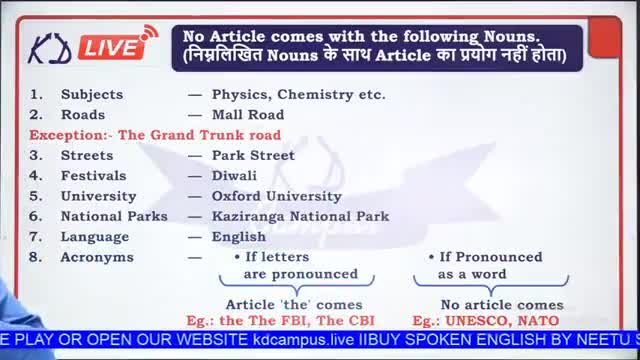 KD LIVE
No Article comes with the following Nouns.
(निम्नलिखित Nouns के साथ Article का प्रयोग नहीं होता)
1. Subjects — Physics, Chemistry etc.
2. Roads — Mall Road
Exception:- The Grand Trunk road
3. Streets — Park Street
4. Festivals — Diwali
5. University — Oxford University
6. National Parks — Kaziranga National Park
7. Language — English
8. Acronyms — • If letters are pronounced
Article 'the' comes
Eg.: the The FBI, The CBI
• If Pronounced as a word
No article comes
Eg.: UNESCO, NATO
KD Campus
E PLAY OR OPEN OUR WEBSITE kdcampus.live IIBUY SPOKEN ENGLISH BY NEETU